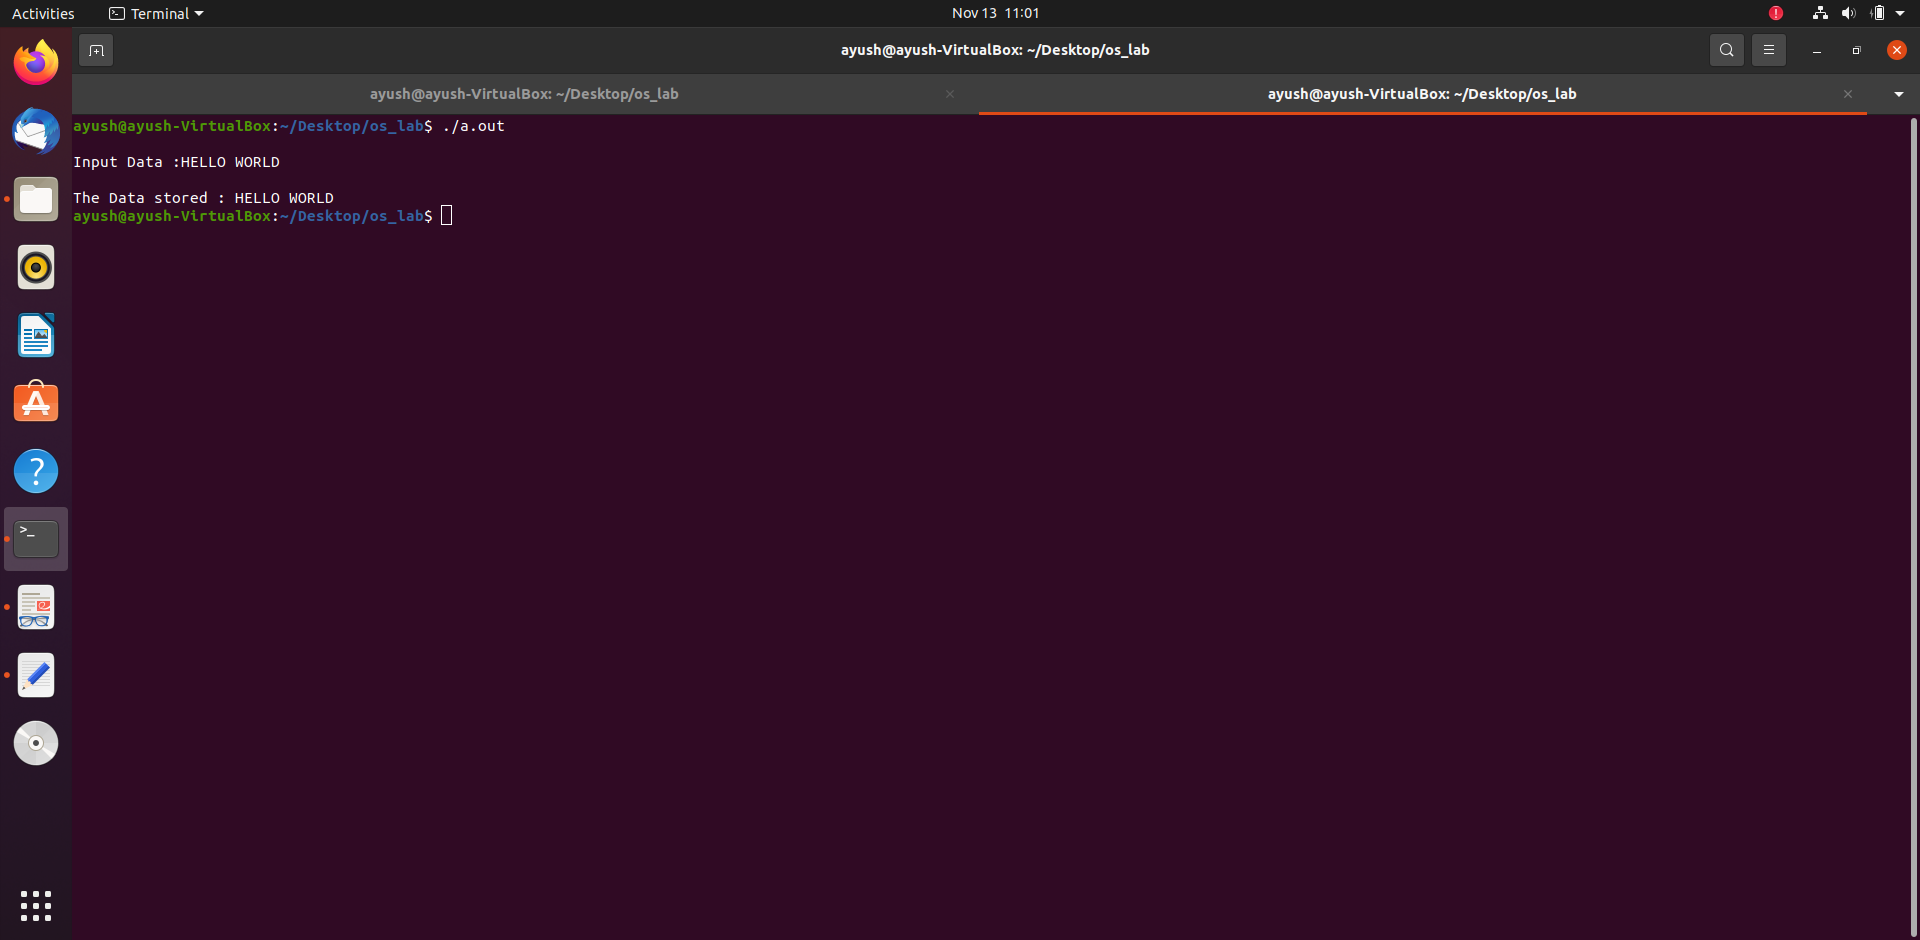 Activities Terminal Nov 13 11:01
ayush@ayush-VirtualBox: ~/Desktop/os_lab
ayush@ayush-VirtualBox: ~/Desktop/os_lab ayush@ayush-VirtualBox: ~/Desktop/os_lab
ayush@ayush-VirtualBox:~/Desktop/os_lab$ ./a.out
Input Data :HELLO WORLD
The Data stored : HELLO WORLD
ayush@ayush-VirtualBox:~/Desktop/os_lab$